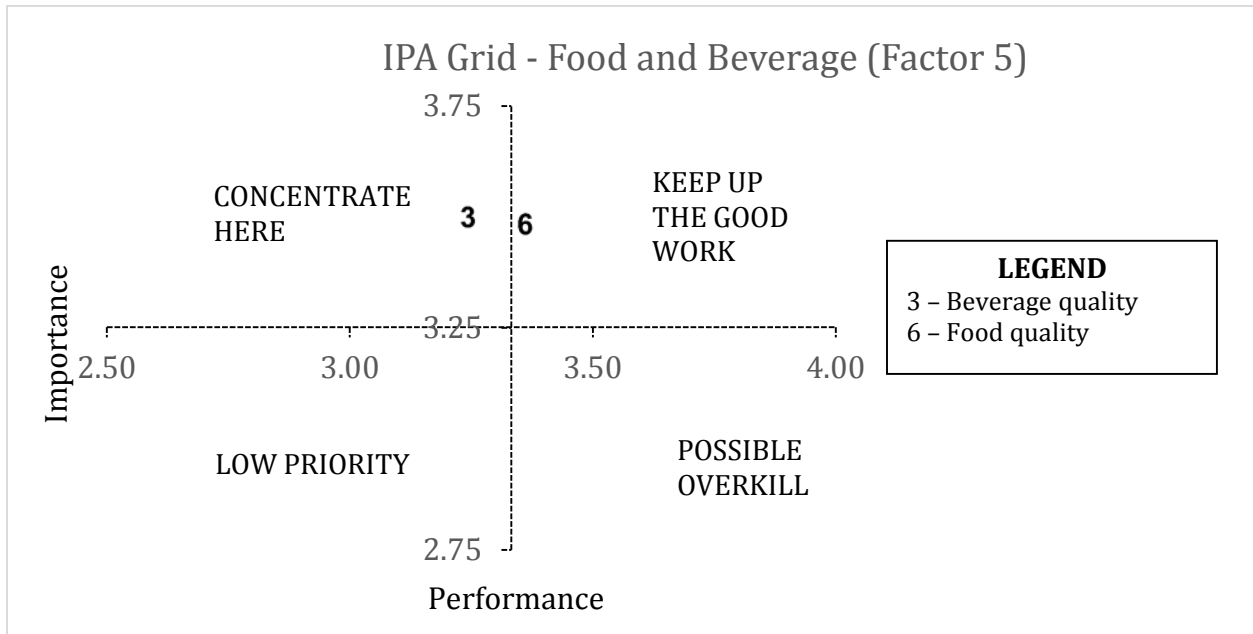 IPA Grid - Food and Beverage (Factor 5)
3.75
CONCENTRATE
HERE
3
6
KEEP UP
THE GOOD
WORK
LEGEND
3 – Beverage quality
6 – Food quality
Importance
3.25
2.50
3.00
3.50
4.00
LOW PRIORITY
POSSIBLE
OVERKILL
2.75
Performance